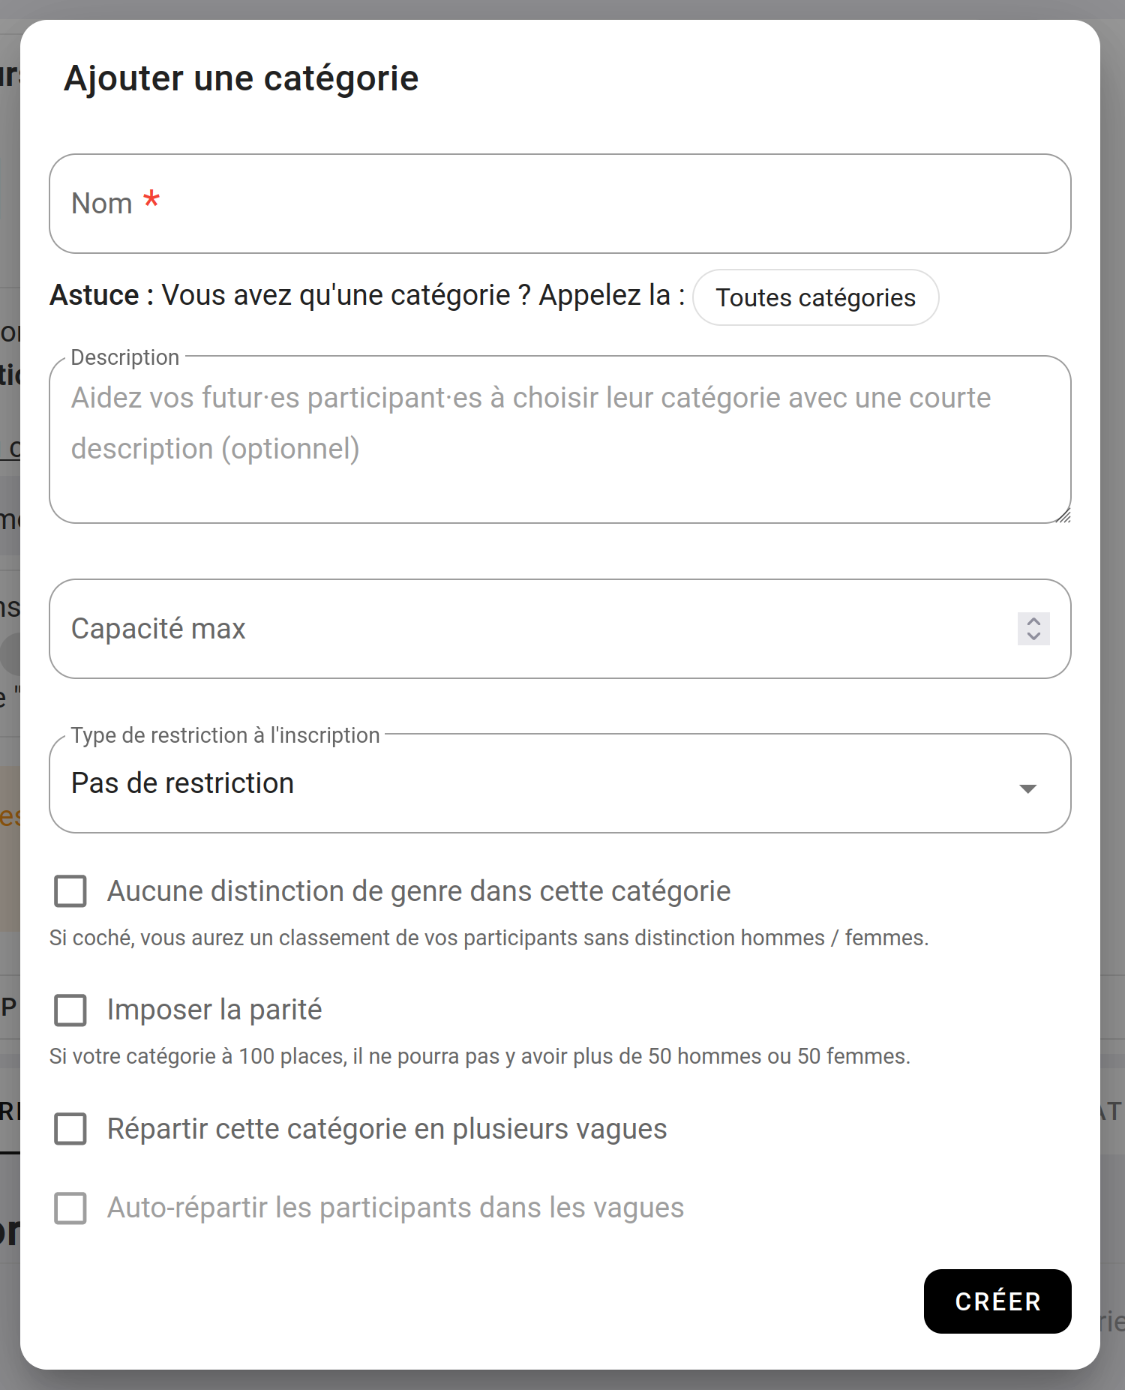 Ajouter une catégorie
Nom *
Astuce : Vous avez qu'une catégorie ? Appelez la : Toutes catégories
Description
Aidez vos futur·es participant·es à choisir leur catégorie avec une courte
description (optionnel)
Capacité max
Type de restriction à l'inscription
Pas de restriction
Aucune distinction de genre dans cette catégorie
Si coché, vous aurez un classement de vos participants sans distinction hommes / femmes.
Imposer la parité
Si votre catégorie à 100 places, il ne pourra pas y avoir plus de 50 hommes ou 50 femmes.
Répartir cette catégorie en plusieurs vagues
Auto-répartir les participants dans les vagues
CRÉER